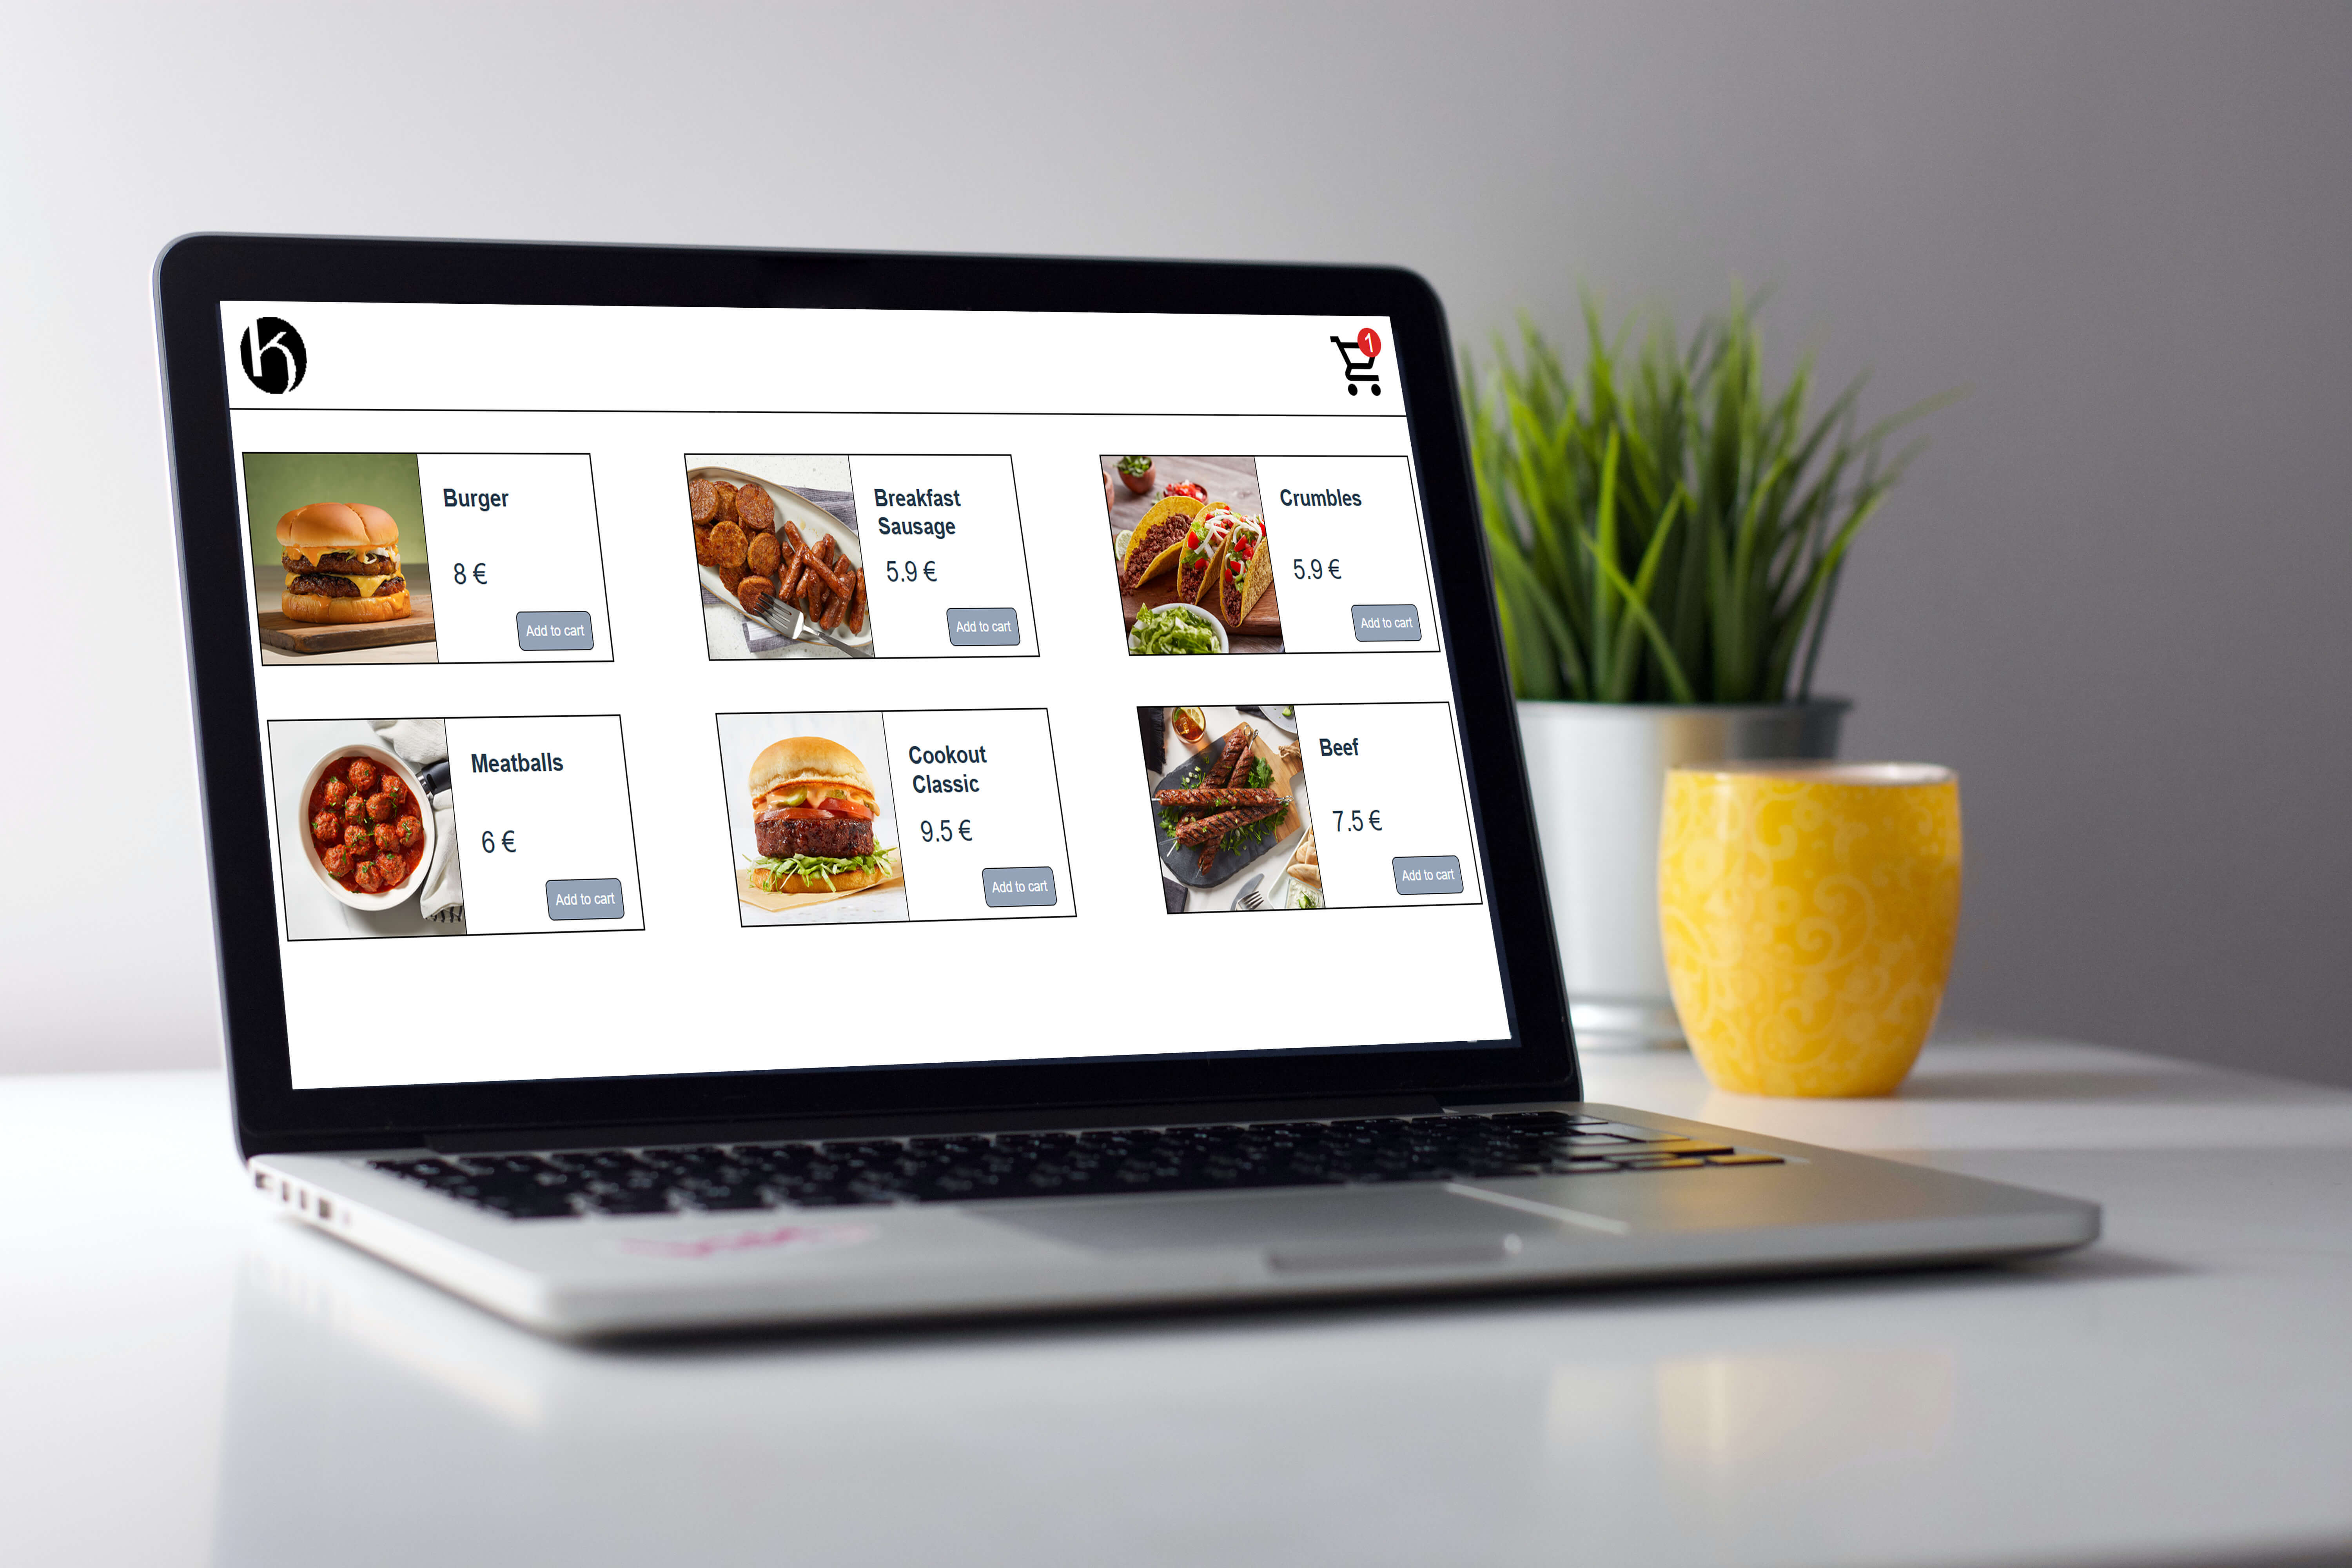 1
Burger
8 €
Add to cart
Breakfast
Sausage
5.9 €
Add to cart
Crumbles
5.9 €
Add to cart
Meatballs
6 €
Add to cart
Cookout
Classic
9.5 €
Add to cart
Beef
7.5 €
Add to cart